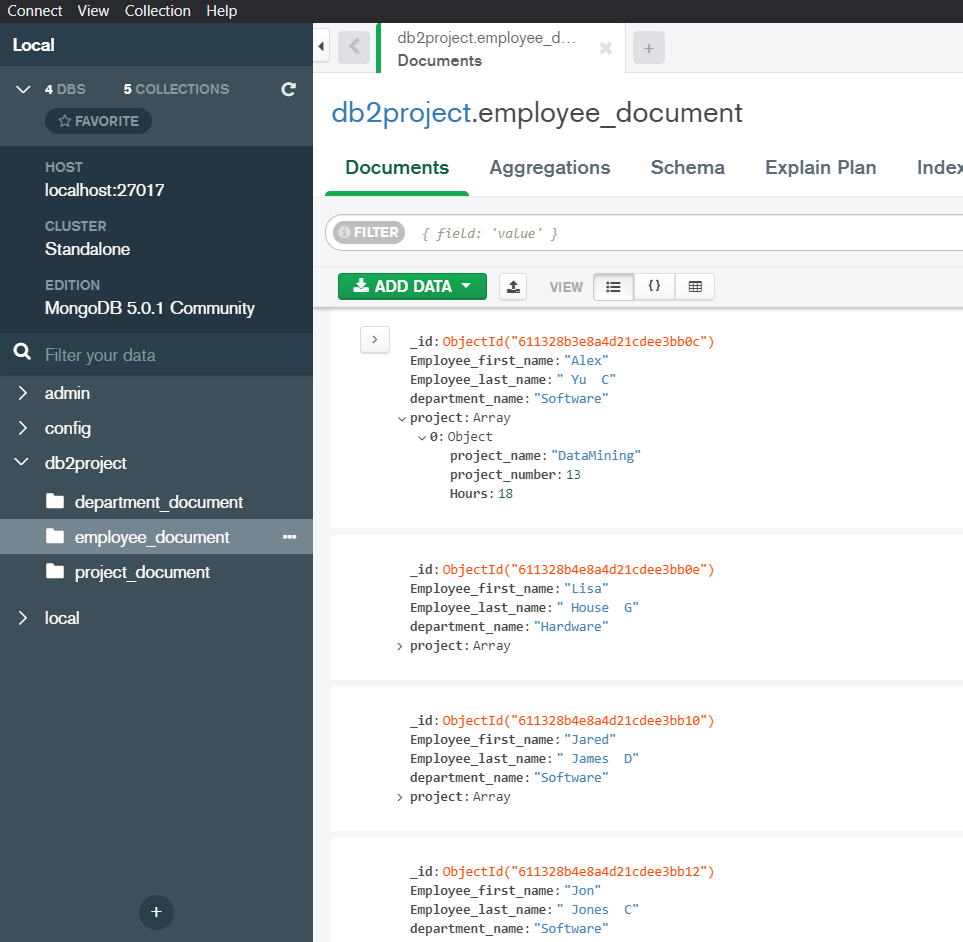 Connect View Collection Help
Local
4 DBS 5 COLLECTIONS
FAVORITE
HOST
localhost:27017
CLUSTER
Standalone
EDITION
MongoDB 5.0.1 Community
Filter your data
admin
config
db2project
department_document
employee_document
project_document
local
db2project.employee_d...
Documents
db2project.employee_document
Documents Aggregations Schema Explain Plan Index
FILTER { field: 'value' }
ADD DATA VIEW {}
_id: ObjectId("611328b3e8a4d21cdee3bb0c")
Employee_first_name: "Alex"
Employee_last_name: " Yu  C"
department_name: "Software"
project: Array
0: Object
project_name: "DataMining"
project_number: 13
Hours: 18
_id: ObjectId("611328b4e8a4d21cdee3bb0e")
Employee_first_name: "Lisa"
Employee_last_name: " House  G"
department_name: "Hardware"
project: Array
_id: ObjectId("611328b4e8a4d21cdee3bb10")
Employee_first_name: "Jared"
Employee_last_name: " James  D"
department_name: "Software"
project: Array
_id: ObjectId("611328b4e8a4d21cdee3bb12")
Employee_first_name: "Jon"
Employee_last_name: " Jones  C"
department_name: "Software"